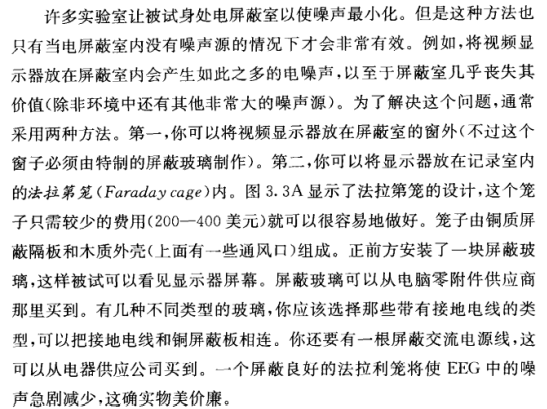 许多实验室让被试身处电屏蔽室以使噪声最小化。但是这种方法也
只有当电屏蔽室内没有噪声源的情况下才会非常有效。例如,将视频显
示器放在屏蔽室内会产生如此之多的电噪声,以至于屏蔽室几乎丧失其
价值(除非环境中还有其他非常大的噪声源)。为了解决这个问题,通常
采用两种方法。第一,你可以将视频显示器放在屏蔽室的窗外(不过这个
窗子必须由特制的屏蔽玻璃制作)。第二,你可以将显示器放在记录室内
的法拉第笼(Faraday cage)内。图 3.3A 显示了法拉第笼的设计,这个笼
子只需较少的费用(200—400 美元)就可以很容易地做好。笼子由铜质屏
蔽隔板和木质外壳(上面有一些通风口)组成。正前方安装了一块屏蔽玻
璃,这样被试可以看见显示器屏幕。屏蔽玻璃可以从电脑零附件供应商
那里买到。有几种不同类型的玻璃,你应该选择那些带有接地电线的类
型,可以把接地电线和铜屏蔽板相连。你还要有一根屏蔽交流电源线,这
可以从电器供应公司买到。一个屏蔽良好的法拉利笼将使 EEG 中的噪
声急剧减少,这确实物美价廉。